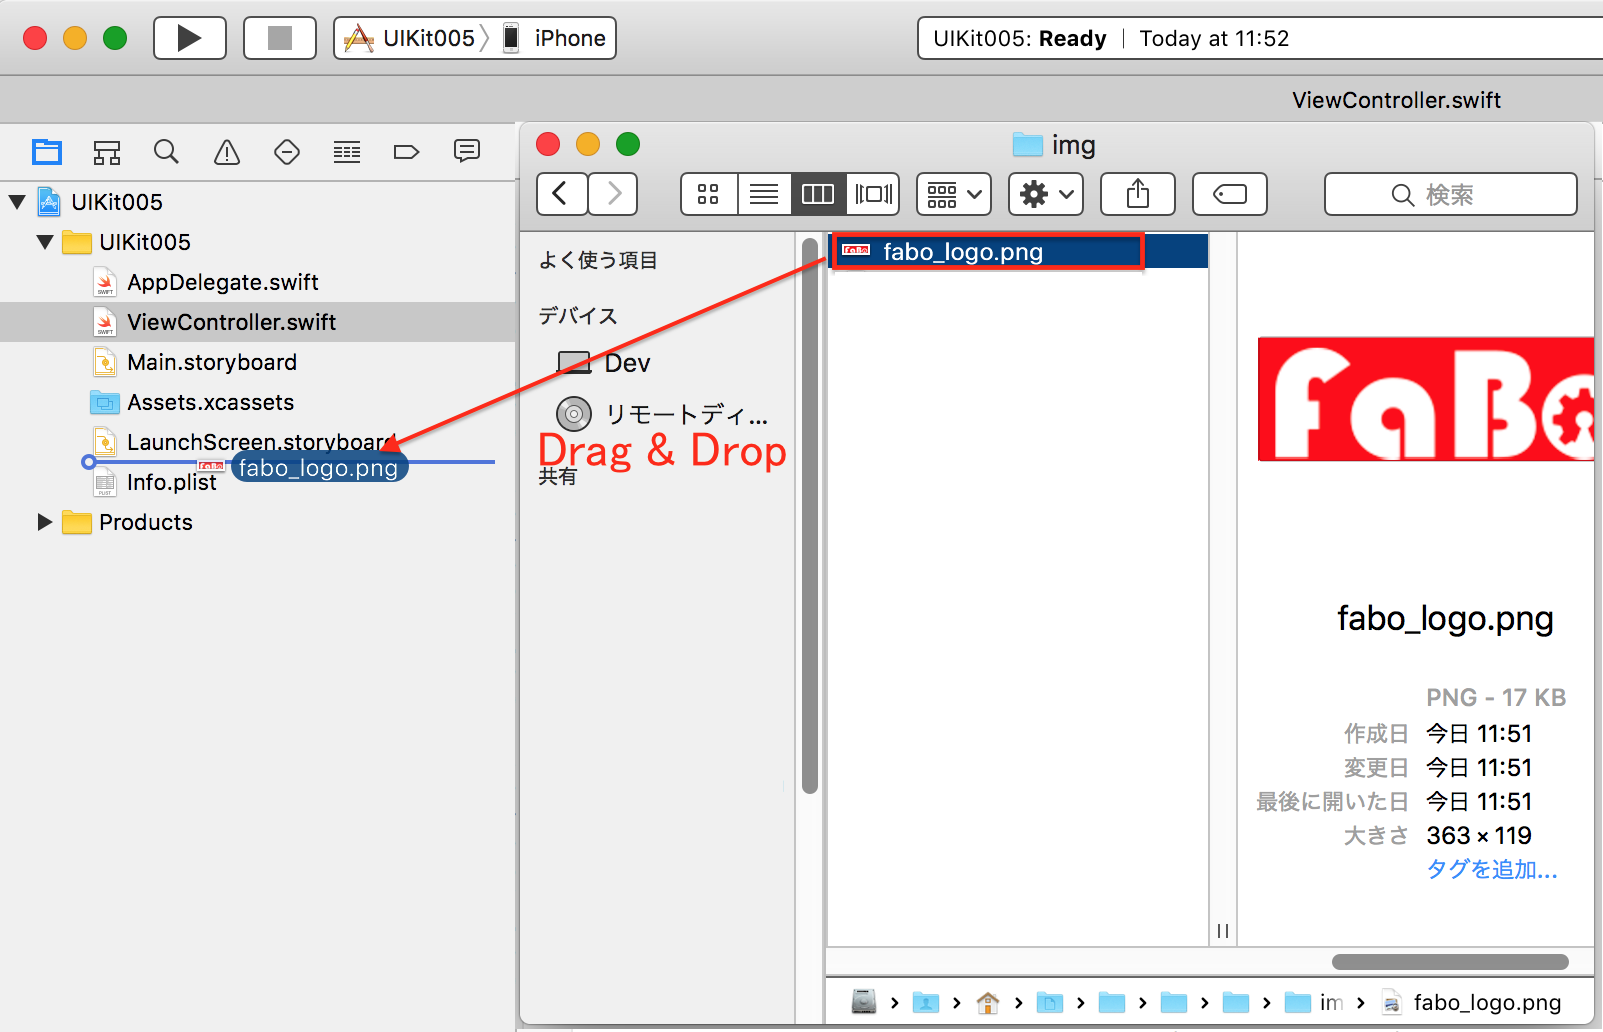 UIKit005 iPhone
UIKit005: Ready Today at 11:52
ViewController.swift
UIKit005
UIKit005
AppDelegate.swift
ViewController.swift
Main.storyboard
Assets.xcassets
LaunchScreen.storyboard
fabo_logo.png
Info.plist
Products
img
検索
よく使う項目
デバイス
Dev
リモートディ...
Drag & Drop
共有
FaBo fabo_logo.png
FaBo
fabo_logo.png
PNG - 17 KB
作成日 今日 11:51
変更日 今日 11:51
最後に開いた日 今日 11:51
大きさ 363 × 119
タグを追加...
im
fabo_logo.png